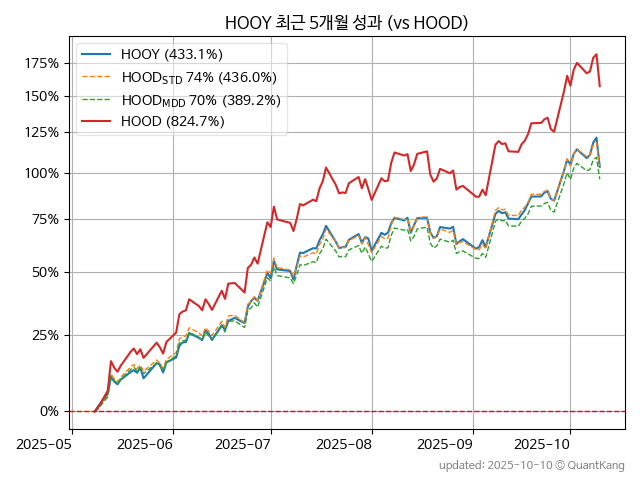 HOOY 최근 5개월 성과 (vs HOOD)
HOOY (433.1%)
HOOD_STD 74% (436.0%)
HOOD_MDD 70% (389.2%)
HOOD (824.7%)
175%
150%
125%
100%
75%
50%
25%
0%
2025-05 2025-06 2025-07 2025-08 2025-09 2025-10
updated: 2025-10-10 © QuantKang